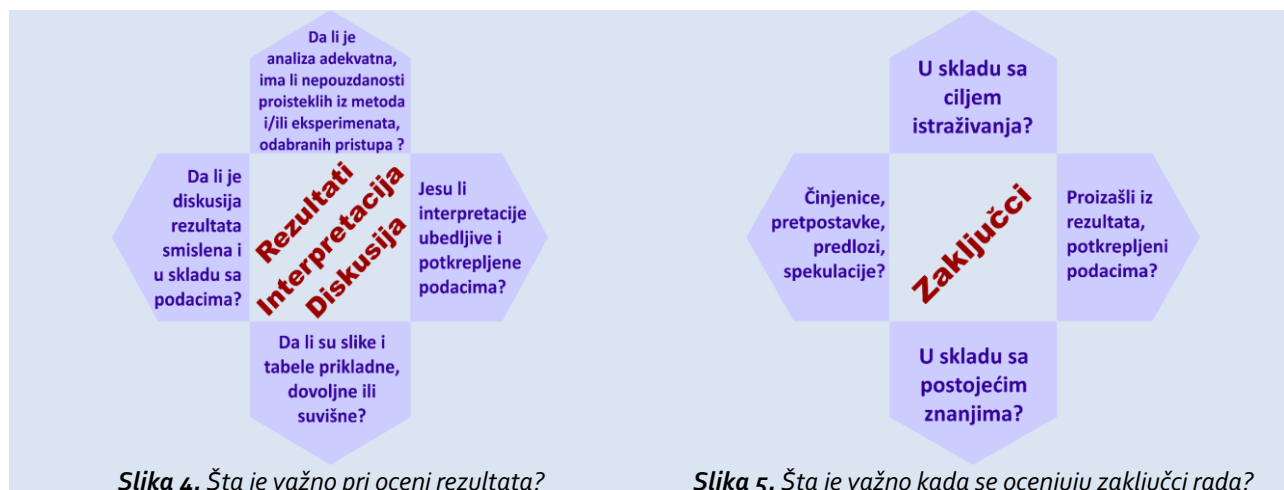 Da li je
analiza adekvatna,
ima li nepouzdanosti
proisteklih iz metoda
i/ili eksperimenata,
odabranih pristupa ?
Da li je
diskusija
rezultata
smislena i
u skladu sa
podacima?
Rezultati
Interpretacija
Diskusija
Jesu li
interpretacije
ubedljive i
potkrepljene
podacima?
Da li su slike i
tabele prikladne,
dovoljne ili
suvišne?
Slika 4. Šta je važno pri oceni rezultata?
U skladu sa
ciljem
istraživanja?
Činjenice,
pretpostavke,
predlozi,
spekulacije?
Zaključci
Proizašli iz
rezultata,
potkrepljeni
podacima?
U skladu sa
postojećim
znanjima?
Slika 5. Šta je važno kada se ocenjuju zaključci rada?